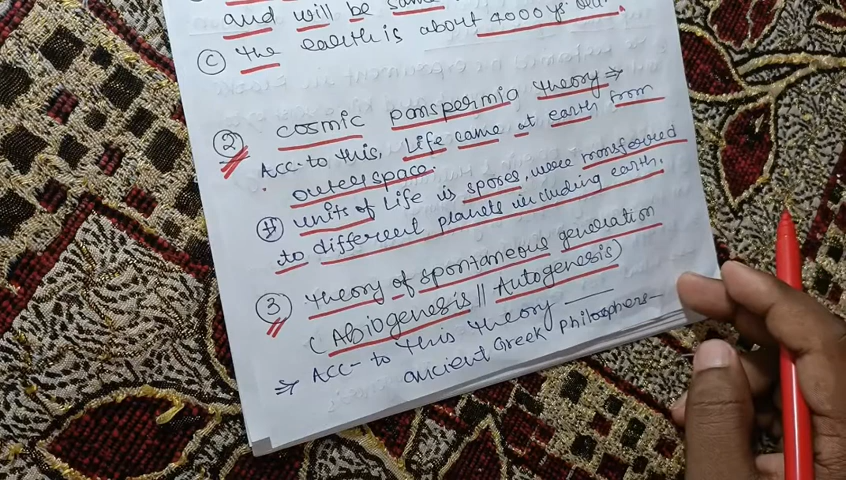 and will be same
(C) The earth is about 4000 yr. old.
(2) cosmic panspermia theory ⇒
Acc. to this, Life came at earth from
outer space.
(#) units of Life is spores, were transferred
to different planets including earth.
(3) Theory of spontaneous generation
(Abiogenesis || Autogenesis)
⇒ Acc- to this theory —
ancient Greek Philosophers-